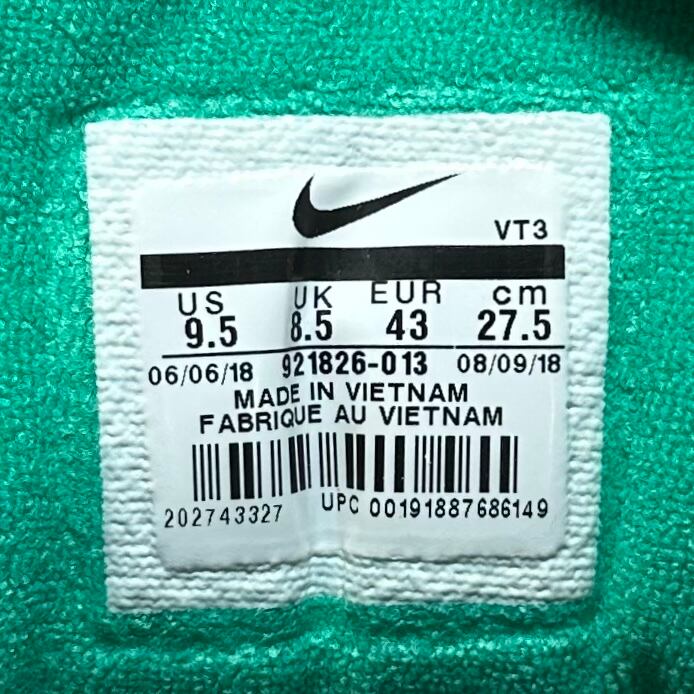 VT3
US UK EUR cm
9.5 8.5 43 27.5
06/06/18 921826-013 08/09/18
MADE IN VIETNAM
FABRIQUE AU VIETNAM
202743327 UPC 00191887686149